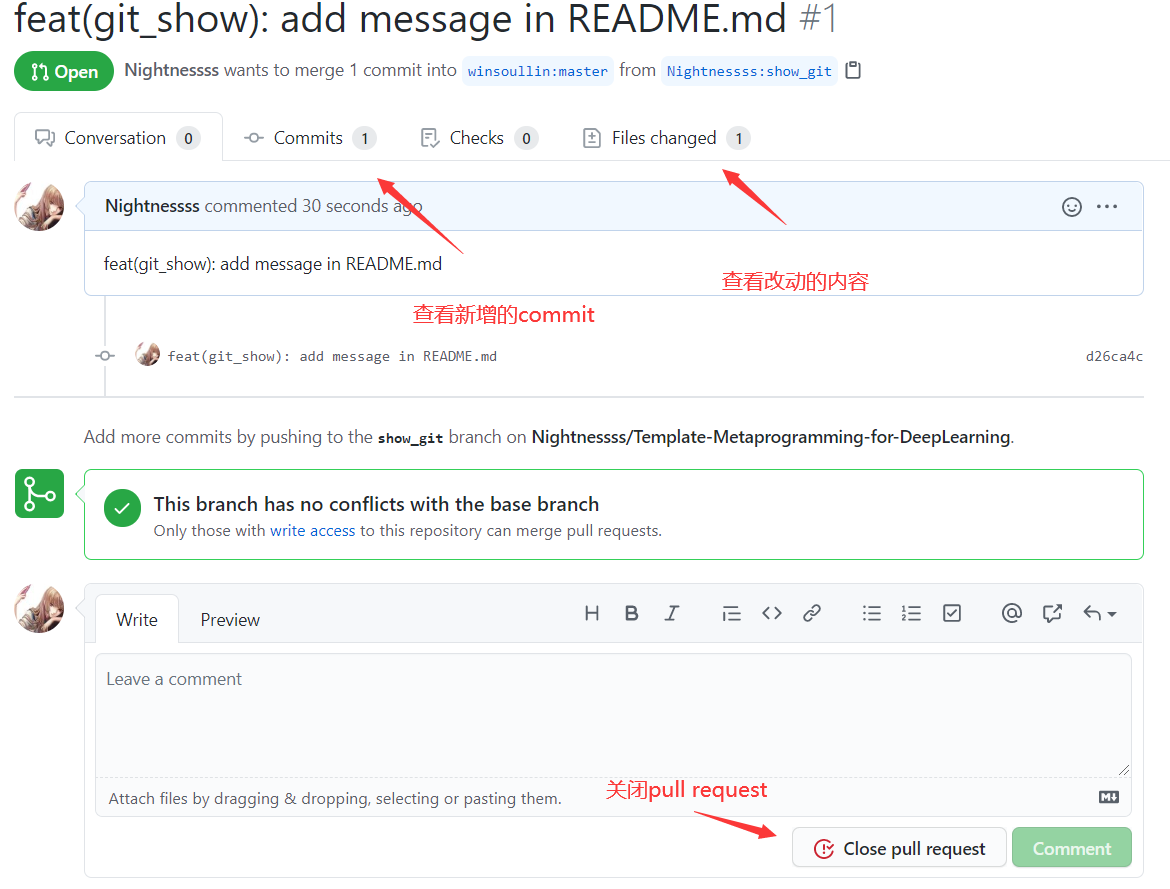 feat(git_show): add message in README.md #1
Open Nightnessss wants to merge 1 commit into winsoullin:master from Nightnessss:show_git
Conversation 0 Commits 1 Checks 0 Files changed 1
Nightnessss commented 30 seconds ago
feat(git_show): add message in README.md
查看改动的内容
查看新增的commit
feat(git_show): add message in README.md d26ca4c
Add more commits by pushing to the show_git branch on Nightnessss/Template-Metaprogramming-for-DeepLearning.
This branch has no conflicts with the base branch
Only those with write access to this repository can merge pull requests.
Write Preview
Leave a comment
关闭pull request
Attach files by dragging & dropping, selecting or pasting them.
Close pull request Comment